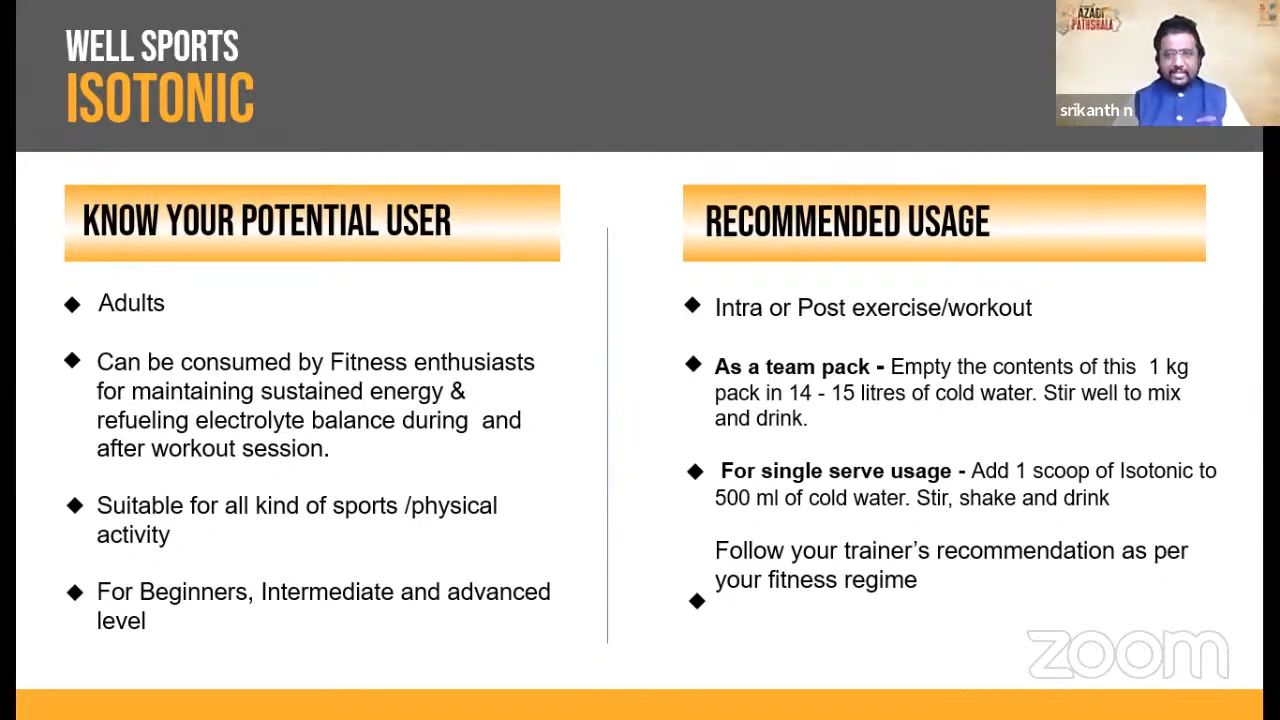 WELL SPORTS
ISOTONIC
AZADI
PATHSHALA
srikanth n
KNOW YOUR POTENTIAL USER
Adults
Can be consumed by Fitness enthusiasts
for maintaining sustained energy &
refueling electrolyte balance during and
after workout session.
Suitable for all kind of sports /physical
activity
For Beginners, Intermediate and advanced
level
RECOMMENDED USAGE
Intra or Post exercise/workout
As a team pack - Empty the contents of this 1 kg
pack in 14 - 15 litres of cold water. Stir well to mix
and drink.
For single serve usage - Add 1 scoop of Isotonic to
500 ml of cold water. Stir, shake and drink
Follow your trainer’s recommendation as per
your fitness regime
zoom